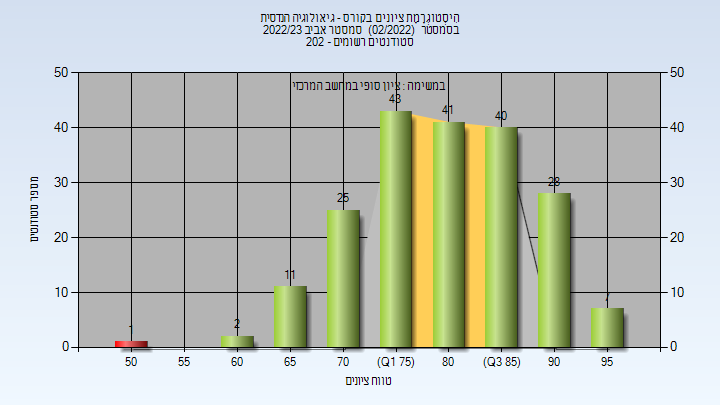 היסטוגרמת ציונים בקורס - גיאולוגיה הנדסית
בסמסטר (02/2022) סמסטר אביב 2022/23
סטודנטים רשומים - 202
במשימה : ציון סופי במחשב המרכזי
50 50
40 40
30 30
20 20
10 10
0 0
1 2 11 25 43 41 40 28 7
50 55 60 65 70 (Q1 75) 80 (Q3 85) 90 95
מספר סטודנטים
טווח ציונים